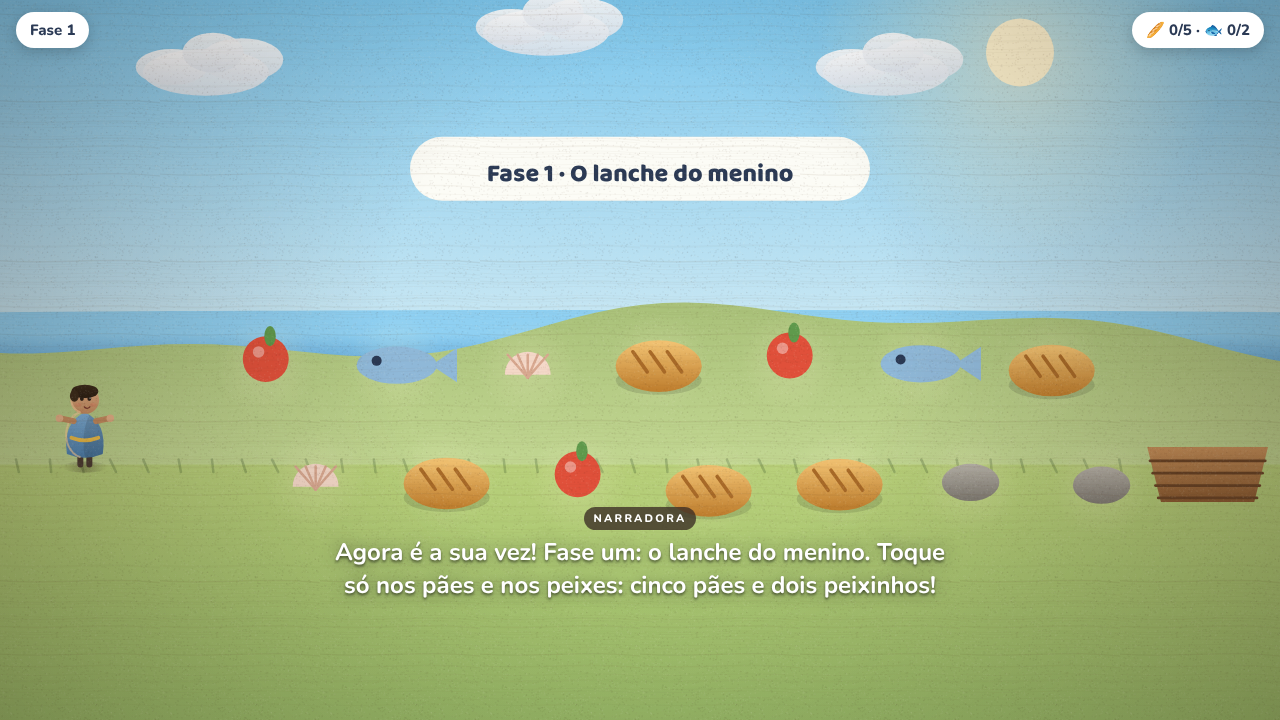 Fase 1
🥖 0/5 · 🐟 0/2
Fase 1 · O lanche do menino
NARRADORA
Agora é a sua vez! Fase um: o lanche do menino. Toque
só nos pães e nos peixes: cinco pães e dois peixinhos!